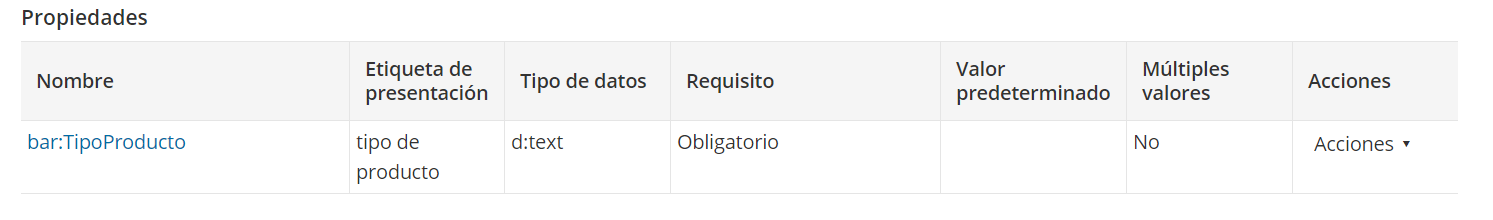 Propiedades
Nombre
Etiqueta de
presentación
Tipo de datos
Requisito
Valor
predeterminado
Múltiples
valores
Acciones
bar:TipoProducto
tipo de
producto
d:text
Obligatorio
No
Acciones ▾